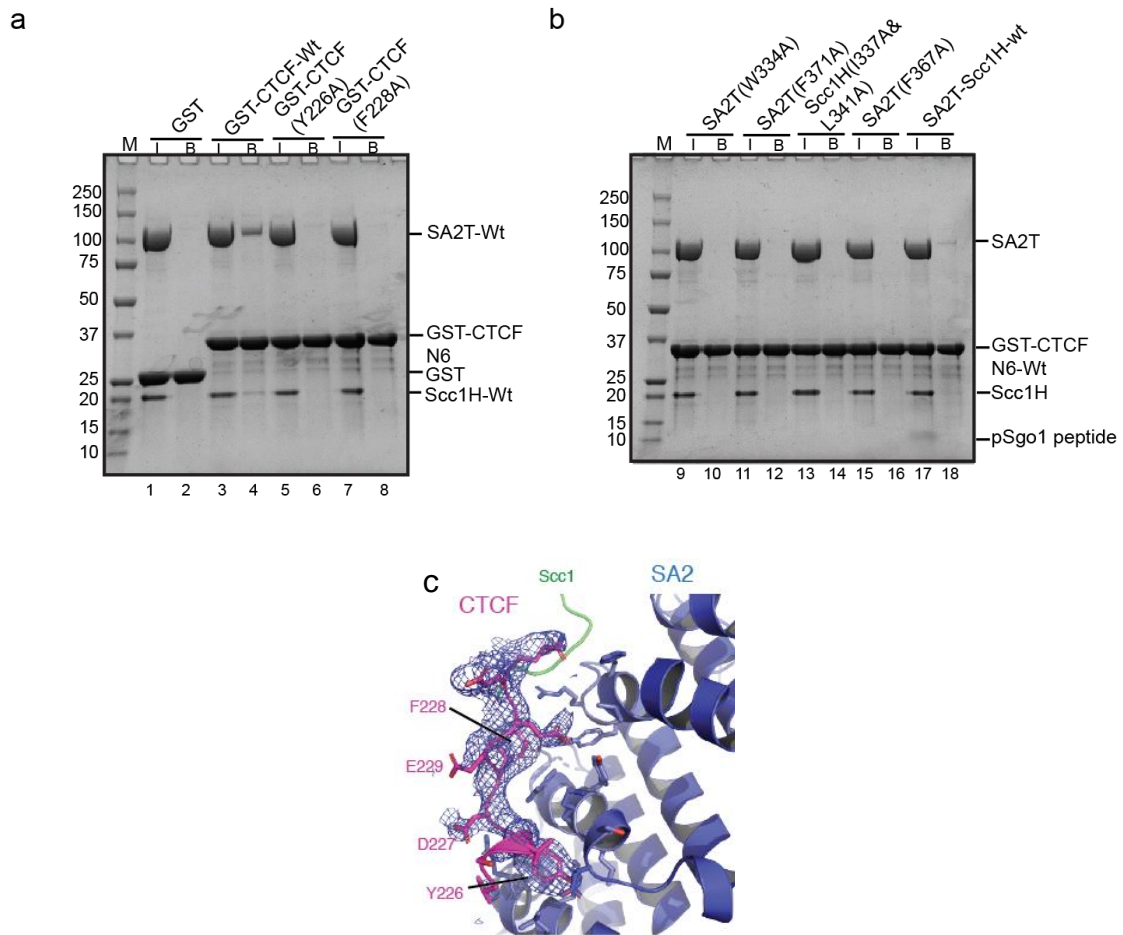 a
GST
GST-CTCF-Wt
GST-CTCF
(Y226A)
GST-CTCF
(F228A)
M I B I B I B I B
250
150
100
75
50
37
25
20
15
10
SA2T-Wt
GST-CTCF
N6
GST
Scc1H-Wt
1 2 3 4 5 6 7 8
b
SA2T(W334A)
SA2T(F371A)
Scc1H(I337A&
L341A)
SA2T(F367A)
SA2T-Scc1H-wt
M I B I B I B I B I B
250
150
100
75
50
37
25
20
15
10
SA2T
GST-CTCF
N6-Wt
Scc1H
pSgo1 peptide
9 10 11 12 13 14 15 16 17 18
c
Scc1
SA2
CTCF
F228
E229
D227
Y226